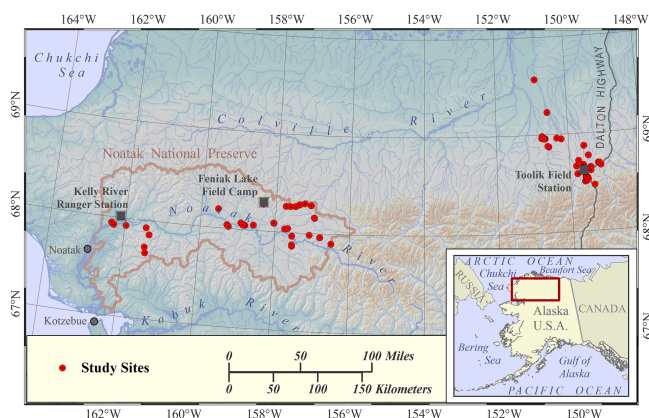 164°W 162°W 160°W 158°W 156°W 152°W 150°W 148°W
Chukchi
Sea
69°N
68°N
67°N
69°N
68°N
67°N
DALTON HIGHWAY
Colville River
Noatak National Preserve
Feniak Lake
Field Camp
Kelly River
Ranger Station
Toolik Field
Station
Noatak River
Noatak
Kotzebue
Kobuk River
ARCTIC OCEAN
Chukchi
Sea
Beaufort Sea
RUSSIA
Alaska
U.S.A.
CANADA
Bering
Sea
Gulf of
Alaska
PACIFIC OCEAN
Study Sites
0 50 100 Miles
0 50 100 150 Kilometers
162°W 160°W 158°W 156°W 154°W 152°W 150°W